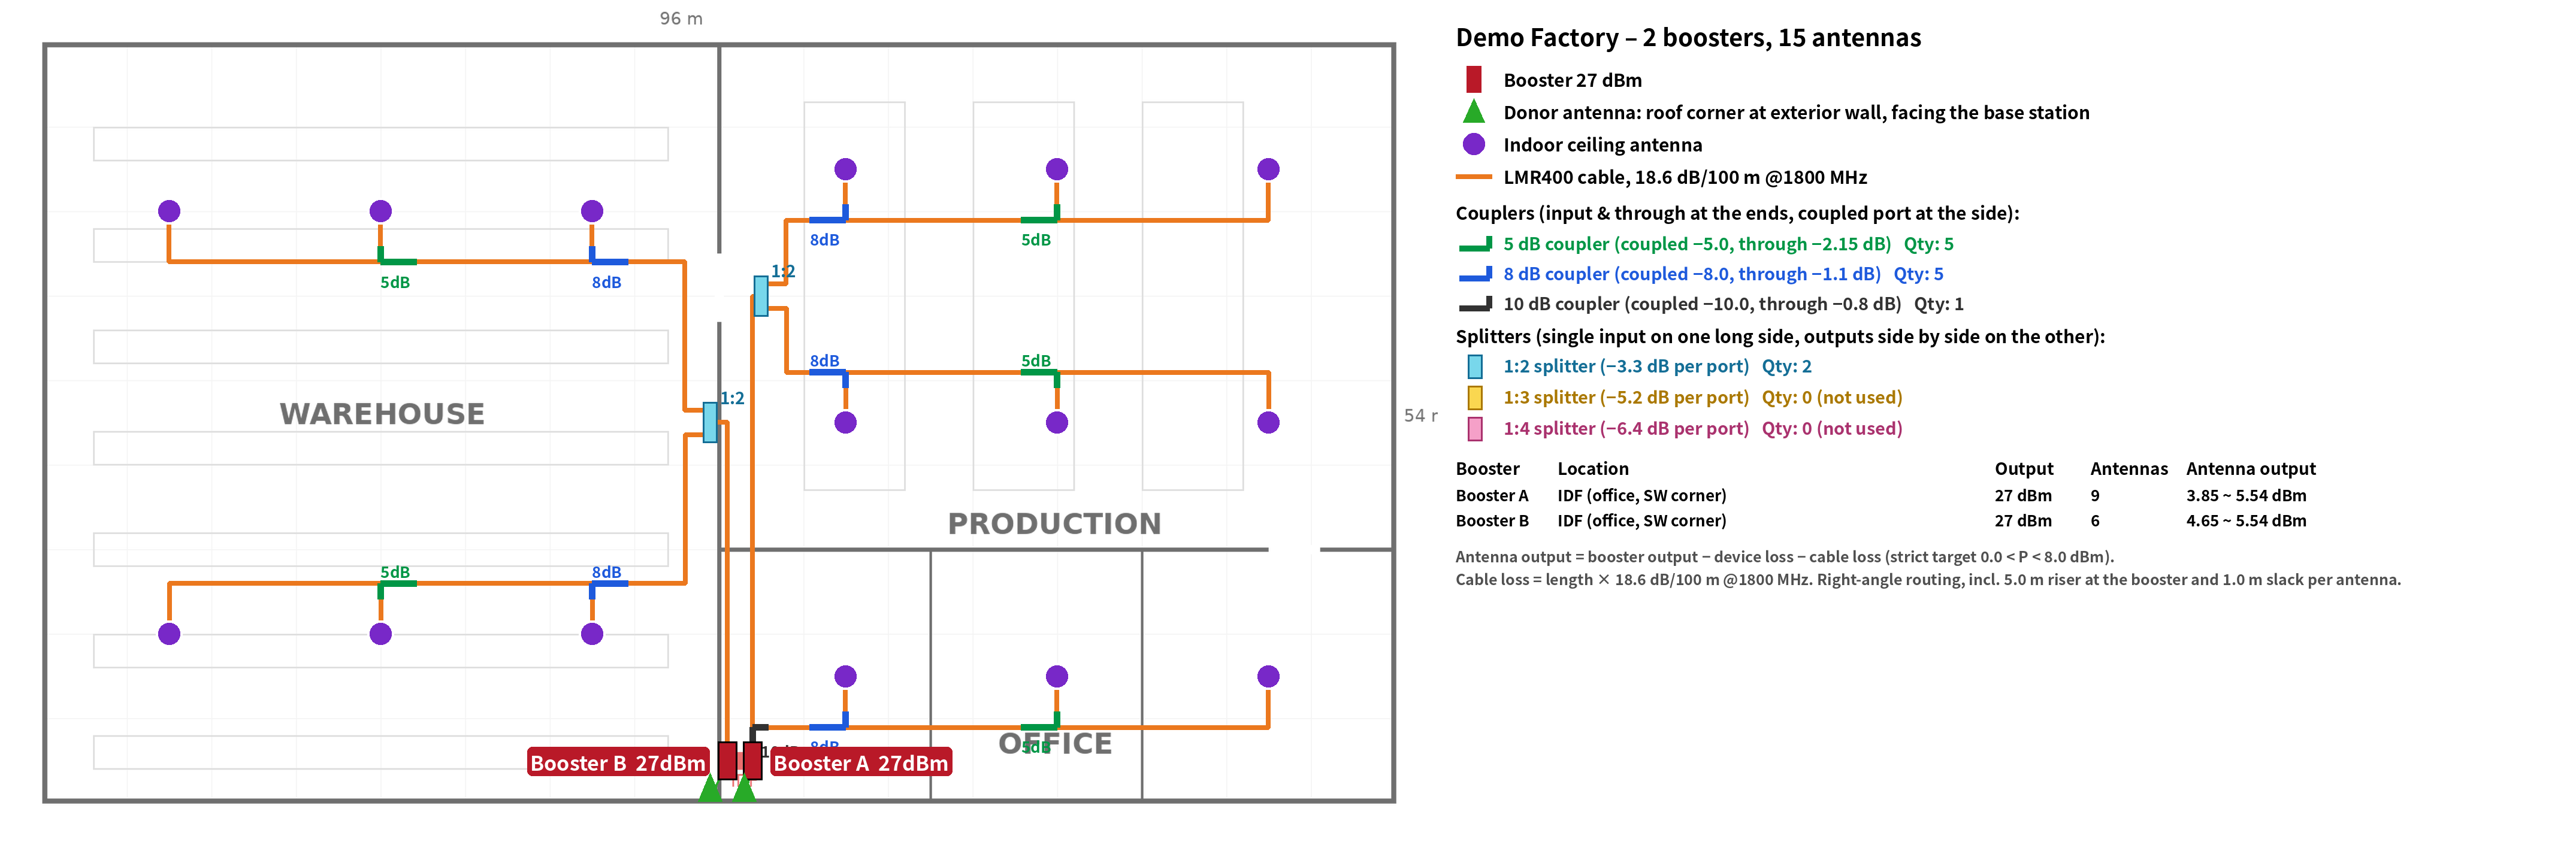 96 m
54 r
1:2
8dB
5dB
5dB
8dB
8dB
5dB
1:2
WAREHOUSE
PRODUCTION
5dB
8dB
OFFICE
8dB
5dB
Booster B 27dBm
Booster A 27dBm
Demo Factory – 2 boosters, 15 antennas
Booster 27 dBm
Donor antenna: roof corner at exterior wall, facing the base station
Indoor ceiling antenna
LMR400 cable, 18.6 dB/100 m @1800 MHz
Couplers (input & through at the ends, coupled port at the side):
5 dB coupler (coupled −5.0, through −2.15 dB) Qty: 5
8 dB coupler (coupled −8.0, through −1.1 dB) Qty: 5
10 dB coupler (coupled −10.0, through −0.8 dB) Qty: 1
Splitters (single input on one long side, outputs side by side on the other):
1:2 splitter (−3.3 dB per port) Qty: 2
1:3 splitter (−5.2 dB per port) Qty: 0 (not used)
1:4 splitter (−6.4 dB per port) Qty: 0 (not used)
Booster Location Output Antennas Antenna output
Booster A IDF (office, SW corner) 27 dBm 9 3.85 ~ 5.54 dBm
Booster B IDF (office, SW corner) 27 dBm 6 4.65 ~ 5.54 dBm
Antenna output = booster output − device loss − cable loss (strict target 0.0 < P < 8.0 dBm).
Cable loss = length × 18.6 dB/100 m @1800 MHz. Right-angle routing, incl. 5.0 m riser at the booster and 1.0 m slack per antenna.